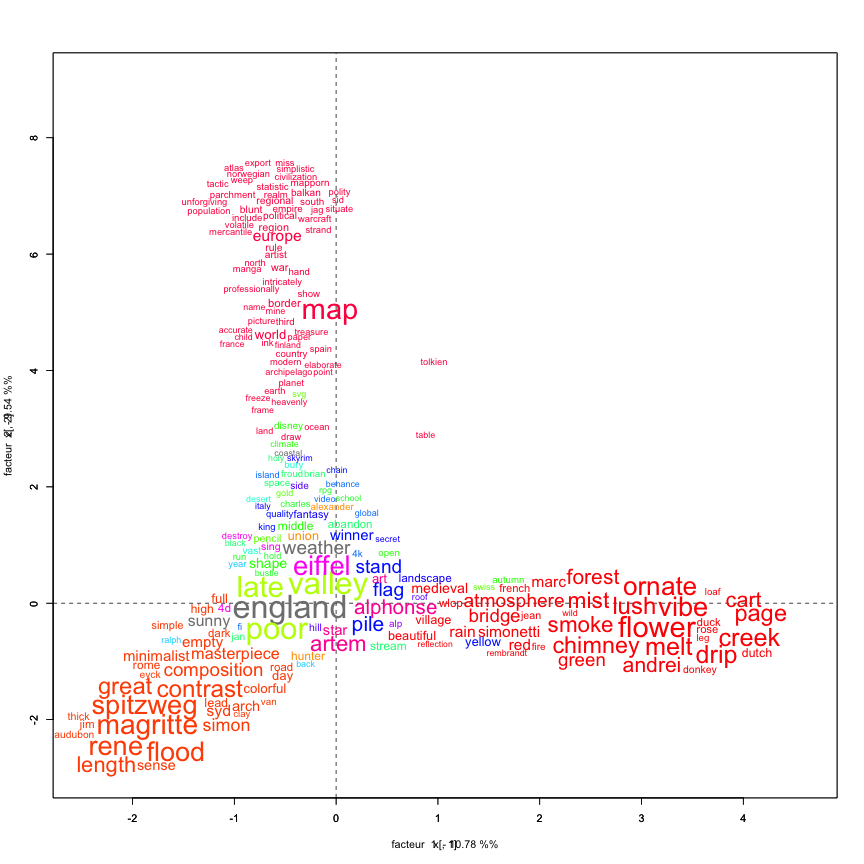 8
export miss
atlas simplistic
norwegian civilization
weep
tactic statistic mapporn
balkan polity
parchment realm
unforgiving regional south sid
population blunt empire jag situate
include political warcraft
volatile region
mercantile strand
6
europe
rule
artist
north war
manga hand
intricately
professionally show
border
name mine map
picture third
accurate world treasure
child paper
france ink finland
spain
country
4
modern elaborate tolkien
archipelago point
planet
earth svg
freeze heavenly
frame
disney ocean
land draw table
climate
coastal
holy skyrim
bury
island froud brian chain
space side behance
2
gold rpg
desert video school
italy charles alexander
quality fantasy global
king middle abandon
destroy pencil union winner secret
black sing weather
vast 4k open
run hold
year shape eiffel stand
bustle art landscape autumn forest
late valley flag medieval swiss french marc ornate loaf
full roof
0
high 4d england alphonse wlop atmosphere mist lush vibe cart
simple sunny fi hill star pile alp village bridge jean wild smoke flower duck page
dark poor rain simonetti rose
ralph empty jan artem stream beautiful reflection yellow red fire chimney melt leg creek
minimalist masterpiece hunter rembrandt green drip dutch
rome composition road back andrei donkey
eyck day
great contrast colorful
spitzweg lead arch van
thick syd clay
jim magritte simon
-2
audubon
rene flood
length sense
-2 -1 0 1 2 3 4